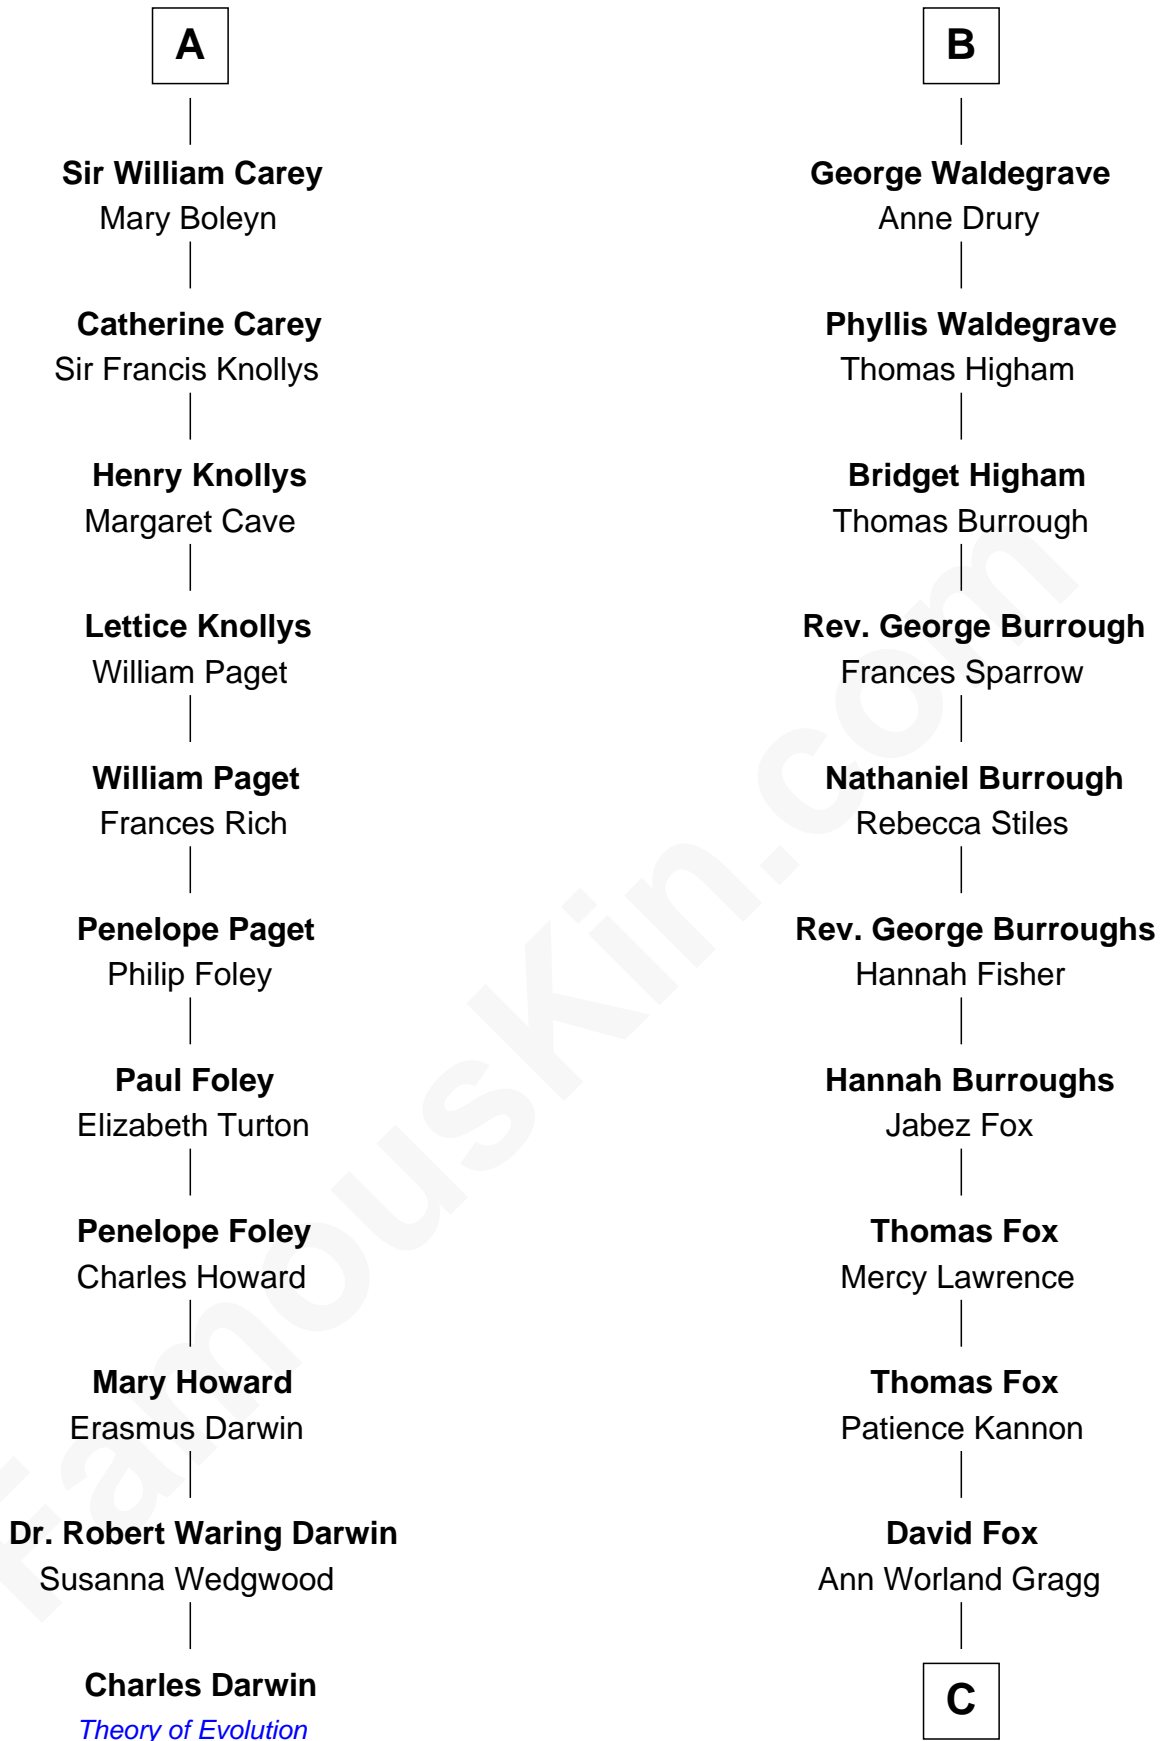 A
Sir William Carey
Mary Boleyn
Catherine Carey
Sir Francis Knollys
Henry Knollys
Margaret Cave
Lettice Knollys
William Paget
William Paget
Frances Rich
Penelope Paget
Philip Foley
Paul Foley
Elizabeth Turton
Penelope Foley
Charles Howard
Mary Howard
Erasmus Darwin
Dr. Robert Waring Darwin
Susanna Wedgwood
Charles Darwin
Theory of Evolution
B
George Waldegrave
Anne Drury
Phyllis Waldegrave
Thomas Higham
Bridget Higham
Thomas Burrough
Rev. George Burrough
Frances Sparrow
Nathaniel Burrough
Rebecca Stiles
Rev. George Burroughs
Hannah Fisher
Hannah Burroughs
Jabez Fox
Thomas Fox
Mercy Lawrence
Thomas Fox
Patience Kannon
David Fox
Ann Worland Gragg
C
FamousKin.com